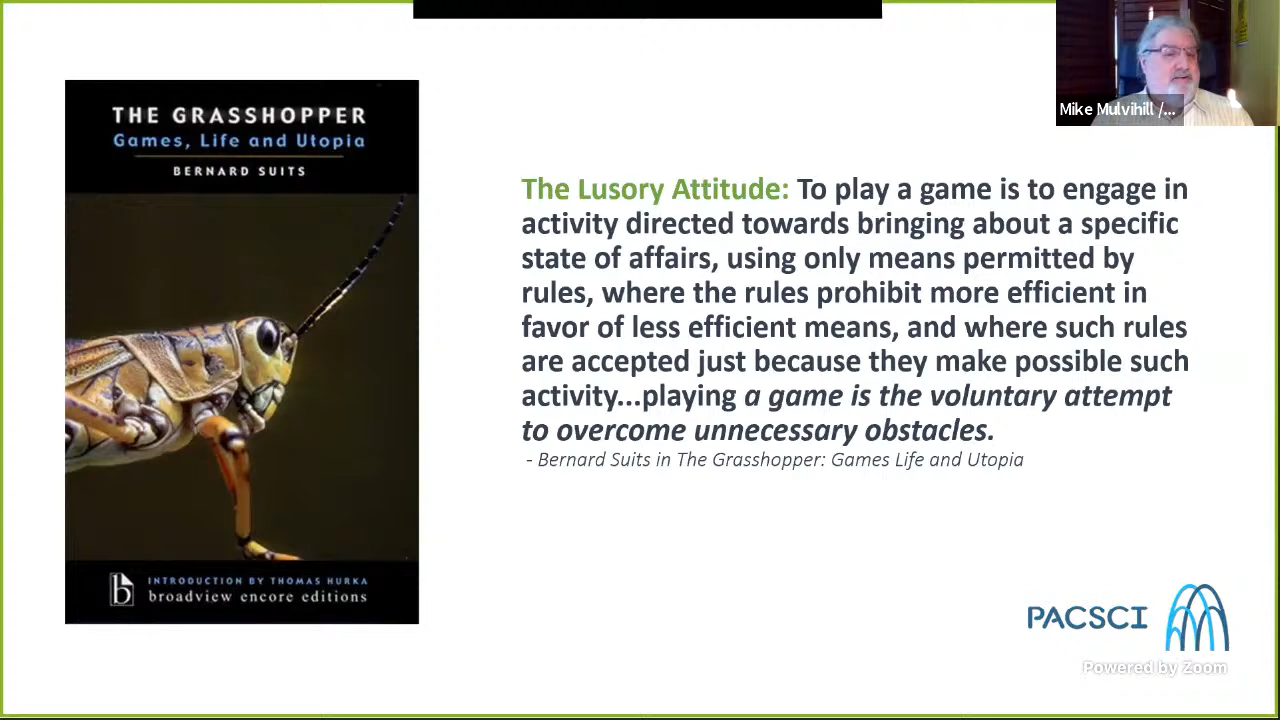 Mike Mulvihill /...
THE GRASSHOPPER
Games, Life and Utopia
BERNARD SUITS
INTRODUCTION BY THOMAS HURKA
b broadview encore editions
The Lusory Attitude: To play a game is to engage in
activity directed towards bringing about a specific
state of affairs, using only means permitted by
rules, where the rules prohibit more efficient in
favor of less efficient means, and where such rules
are accepted just because they make possible such
activity...playing a game is the voluntary attempt
to overcome unnecessary obstacles.
- Bernard Suits in The Grasshopper: Games Life and Utopia
PACSCI
Powered by Zoom